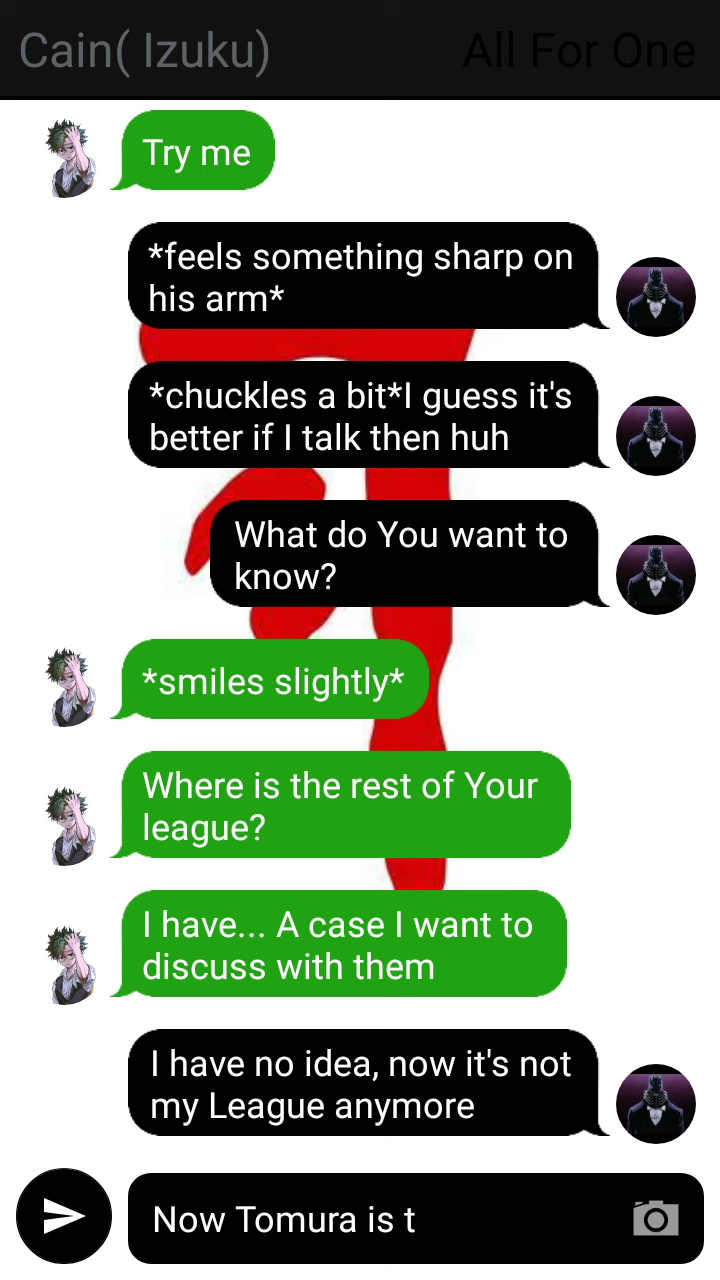 Cain( Izuku) All For One
Try me
*feels something sharp on
his arm*
*chuckles a bit*I guess it's
better if I talk then huh
What do You want to
know?
*smiles slightly*
Where is the rest of Your
league?
I have... A case I want to
discuss with them
I have no idea, now it's not
my League anymore
Now Tomura is t